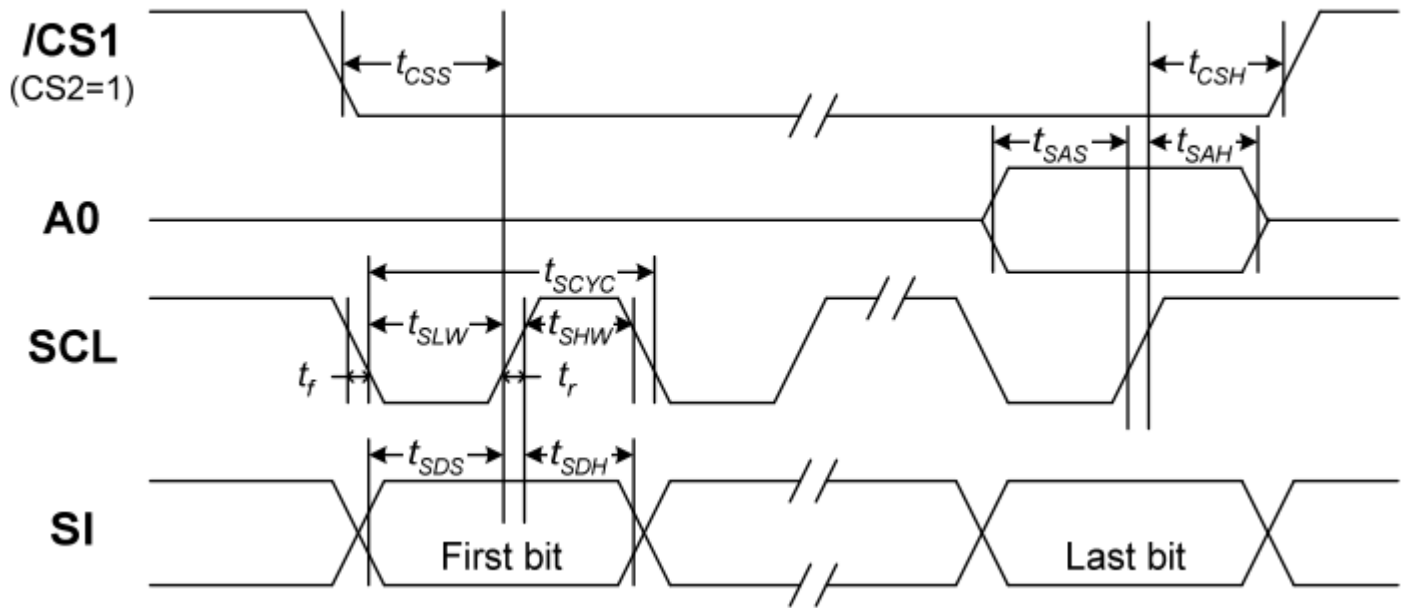 /CS1
(CS2=1)
tCSS
tCSH
tSAS
tSAH
A0
tSCYC
SCL
tSLW
tSHW
tf
tr
tSDS
tSDH
SI
First bit
Last bit